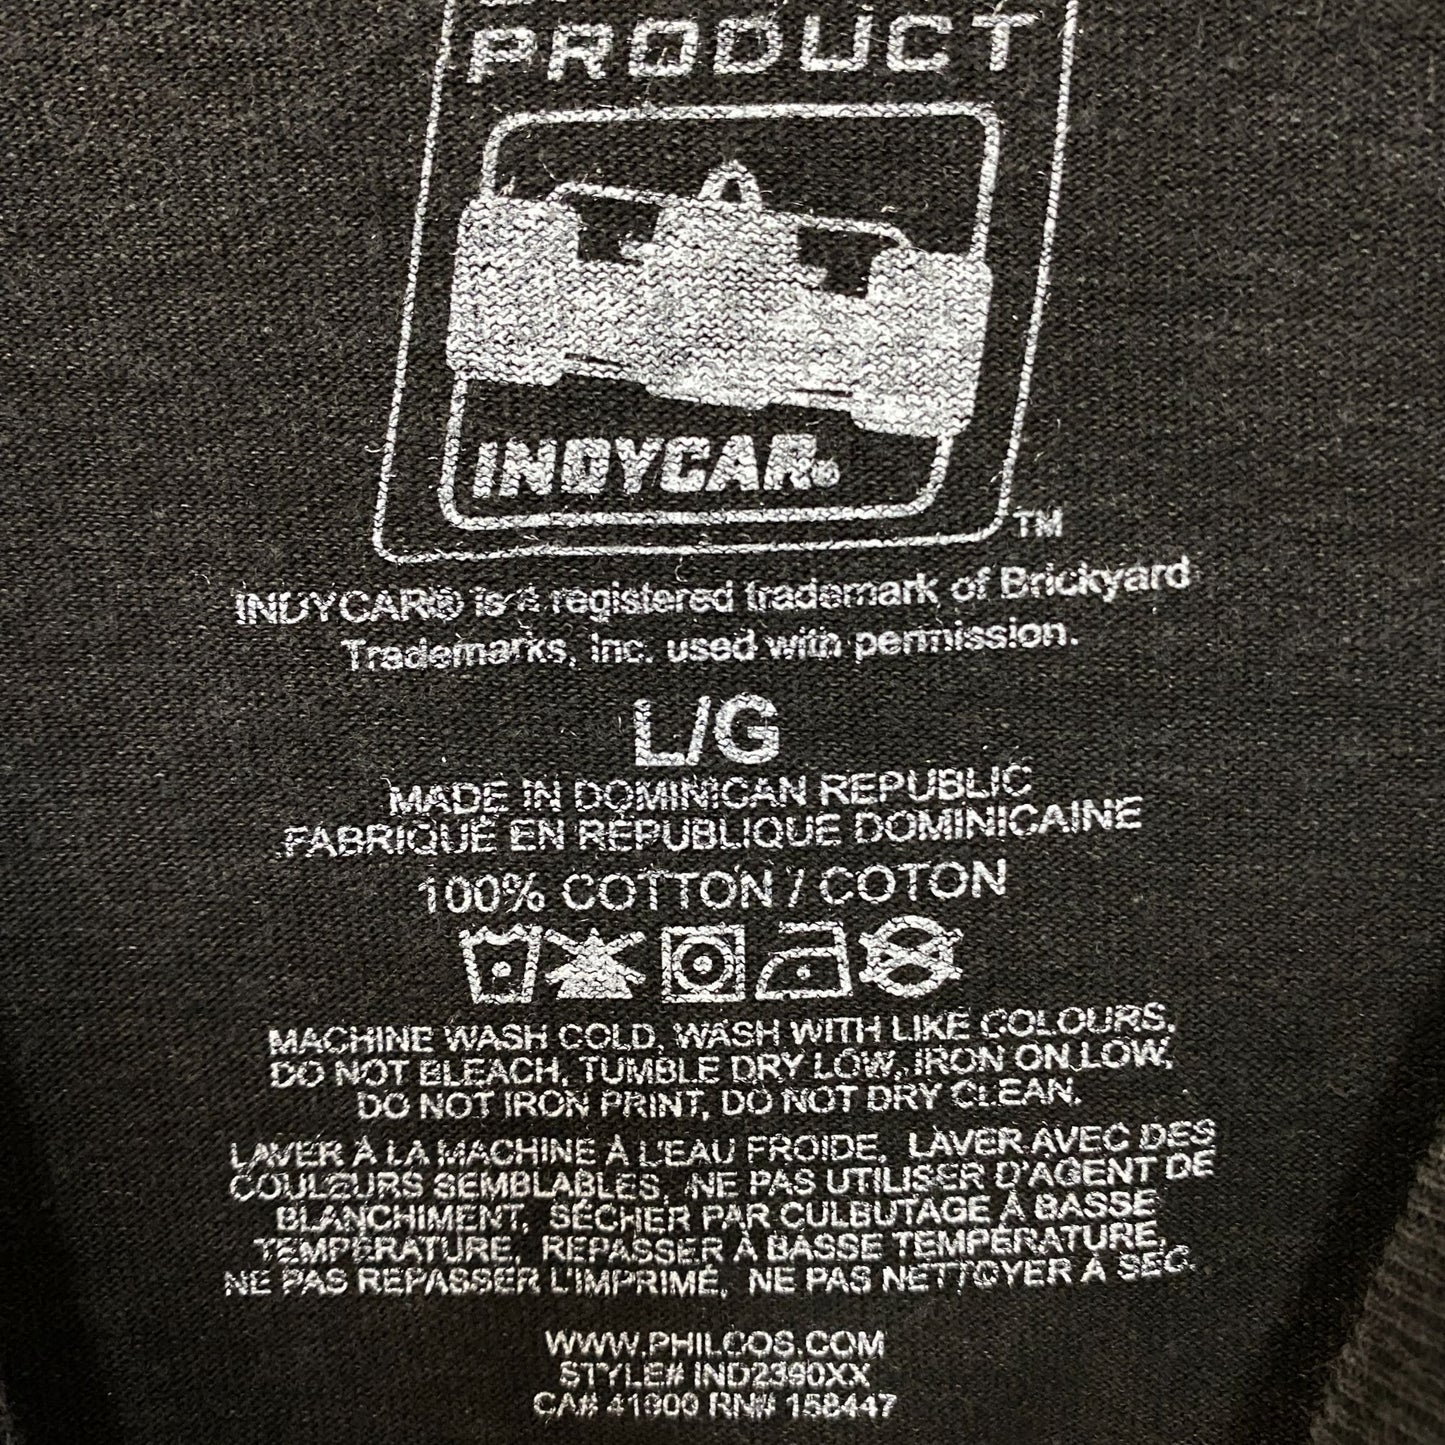 PRODUCT
INDYCAR®
TM
INDYCAR® is a registered trademark of Brickyard
Trademarks, Inc. used with permission.
L/G
MADE IN DOMINICAN REPUBLIC
FABRIQUÉ EN RÉPUBLIQUE DOMINICAINE
100% COTTON / COTON
MACHINE WASH COLD, WASH WITH LIKE COLOURS,
DO NOT BLEACH, TUMBLE DRY LOW, IRON ON LOW,
DO NOT IRON PRINT, DO NOT DRY CLEAN.
LAVER À LA MACHINE À L'EAU FROIDE, LAVER AVEC DES
COULEURS SEMBLABLES, NE PAS UTILISER D'AGENT DE
BLANCHIMENT, SÉCHER PAR CULBUTAGE À BASSE
TEMPÉRATURE, REPASSER À BASSE TEMPÉRATURE,
NE PAS REPASSER L'IMPRIMÉ, NE PAS NETTOYER À SEC.
WWW.PHILCOS.COM
STYLE# IND2390XX
CA# 41900 RN# 158447